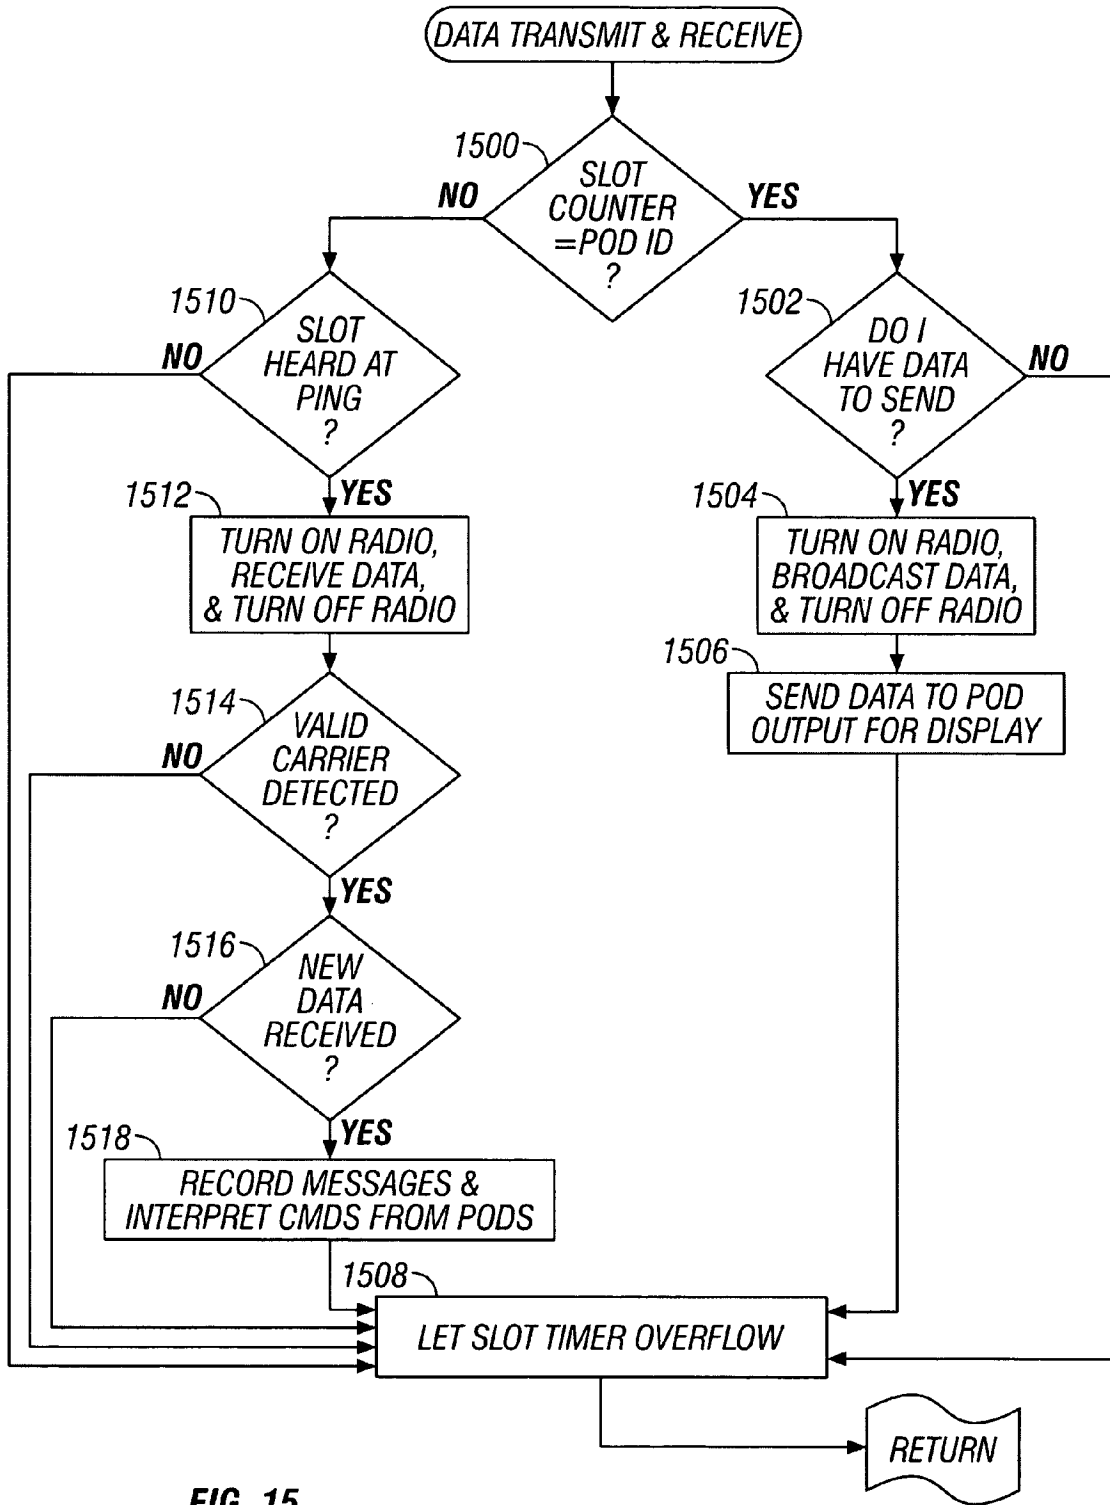 DATA TRANSMIT & RECEIVE
1500
SLOT
COUNTER
=POD ID
?
NO
YES
1510
SLOT
HEARD AT
PING
?
NO
YES
1502
DO I
HAVE DATA
TO SEND
?
NO
YES
1512
TURN ON RADIO,
RECEIVE DATA,
& TURN OFF RADIO
1504
TURN ON RADIO,
BROADCAST DATA,
& TURN OFF RADIO
1506
SEND DATA TO POD
OUTPUT FOR DISPLAY
1514
VALID
CARRIER
DETECTED
?
NO
YES
1516
NEW
DATA
RECEIVED
?
NO
YES
1518
RECORD MESSAGES &
INTERPRET CMDS FROM PODS
1508
LET SLOT TIMER OVERFLOW
RETURN
FIG. 15